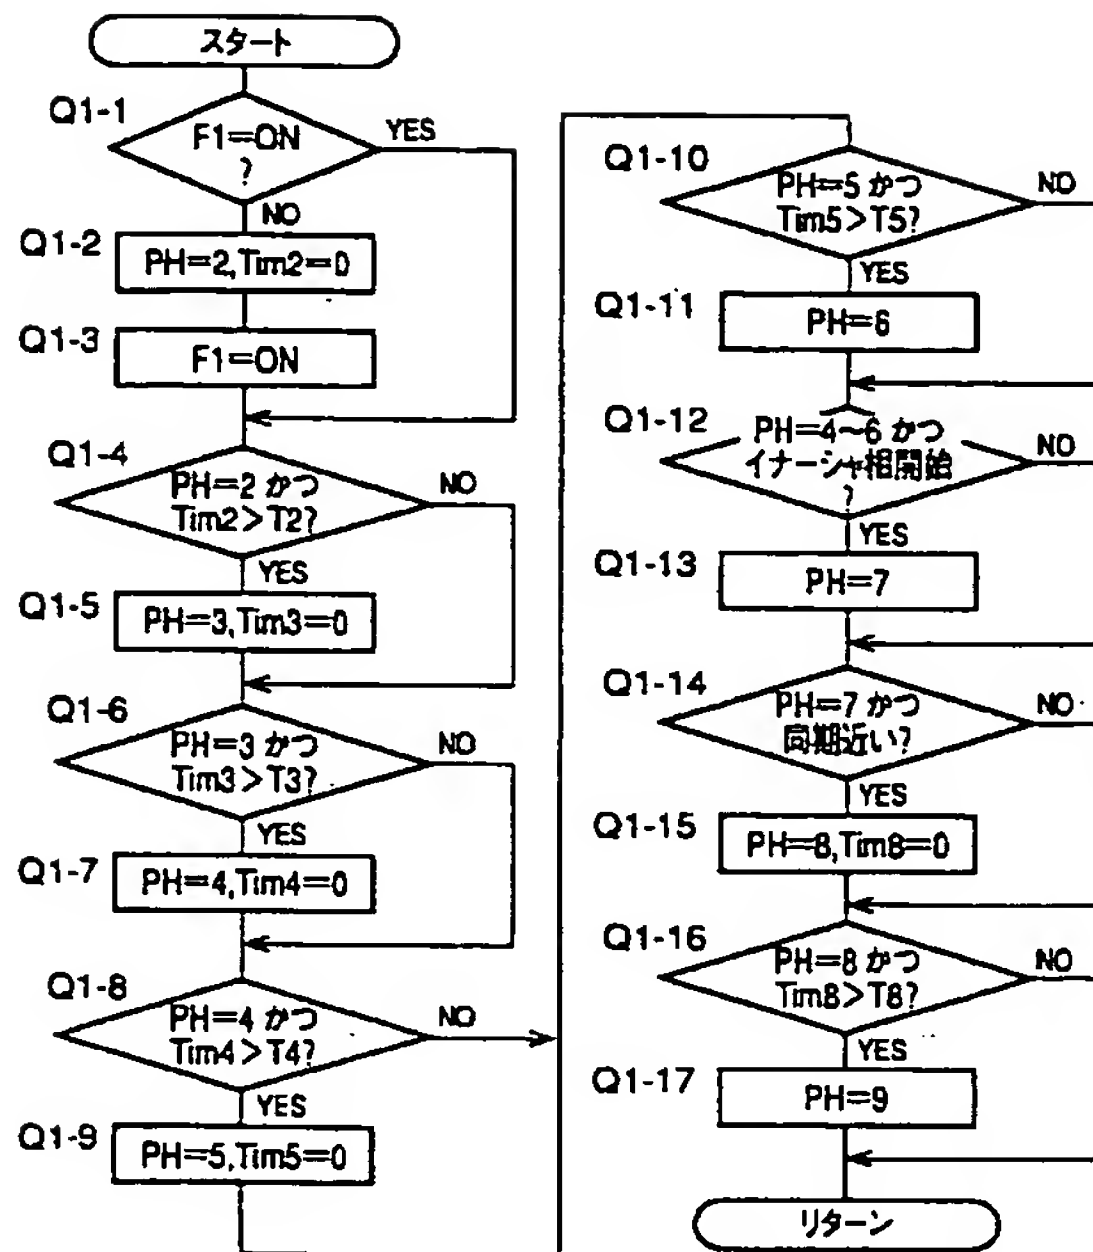 スタート
Q1-1
F1=ON
?
YES
NO
Q1-2
PH=2,Tim2=0
Q1-3
F1=ON
Q1-4
PH=2 かつ
Tim2>T2?
NO
YES
Q1-5
PH=3,Tim3=0
Q1-6
PH=3 かつ
Tim3>T3?
NO
YES
Q1-7
PH=4,Tim4=0
Q1-8
PH=4 かつ
Tim4>T4?
NO
YES
Q1-9
PH=5,Tim5=0
Q1-10
PH=5 かつ
Tim5>T5?
NO
YES
Q1-11
PH=6
Q1-12
PH=4~6 かつ
イナーシャ相開始
?
NO
YES
Q1-13
PH=7
Q1-14
PH=7 かつ
同期近い?
NO
YES
Q1-15
PH=8,Tim8=0
Q1-16
PH=8 かつ
Tim8>T8?
NO
YES
Q1-17
PH=9
リターン